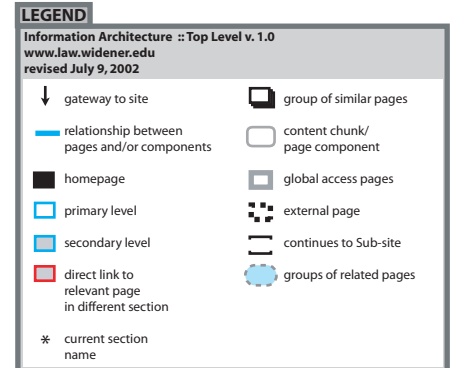 LEGEND
Information Architecture :: Top Level v. 1.0
www.law.widener.edu
revised July 9, 2002
gateway to site
relationship between
pages and/or components
homepage
primary level
secondary level
direct link to
relevant page
in different section
* current section
name
group of similar pages
content chunk/
page component
global access pages
external page
continues to Sub-site
groups of related pages